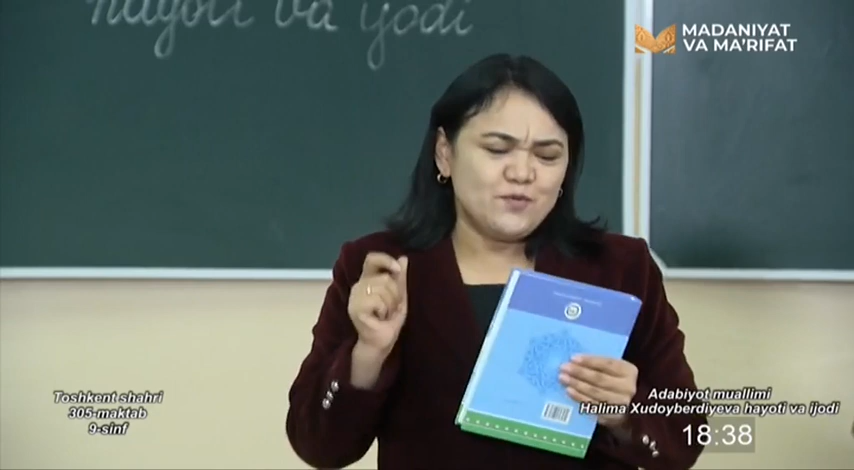 hayoti va ijodi
MADANIYAT
VA MA'RIFAT
Toshkent shahri
305-maktab
9-sinf
Adabiyot muallimi
Halima Xudoyberdiyeva hayoti va ijodi
18:38